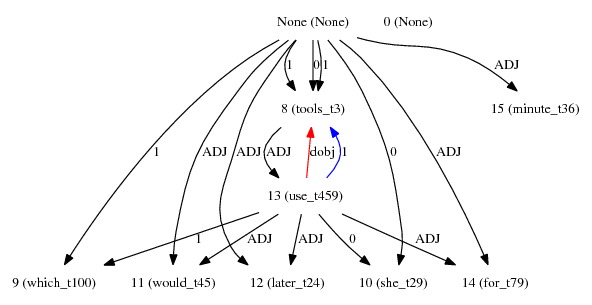 None (None) 0 (None)
1 0 1 ADJ
8 (tools_t3) 15 (minute_t36)
1 ADJ ADJ ADJ dobj 1 0 ADJ
13 (use_t459)
1 ADJ ADJ 0 ADJ
9 (which_t100) 11 (would_t45) 12 (later_t24) 10 (she_t29) 14 (for_t79)